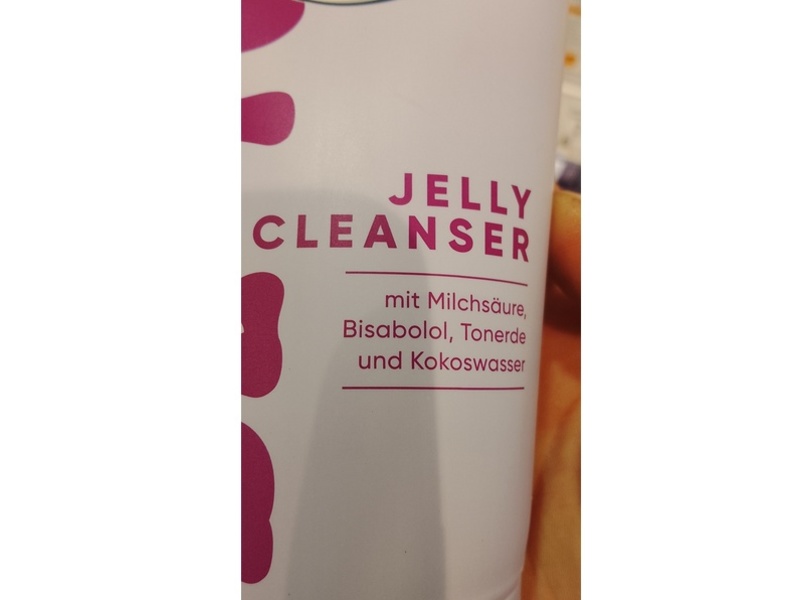 JELLY
CLEANSER
mit Milchsäure,
Bisabolol, Tonerde
und Kokoswasser